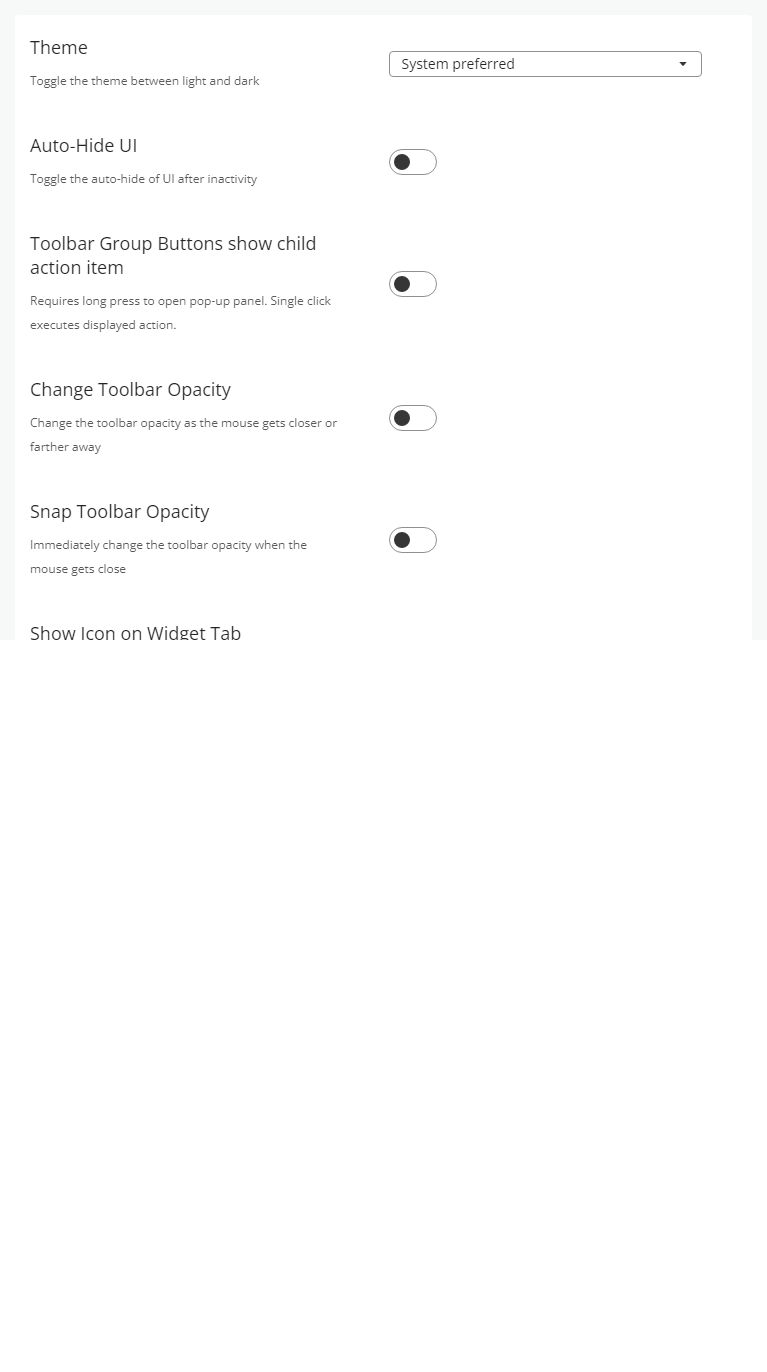 Theme
Toggle the theme between light and dark
System preferred
Auto-Hide UI
Toggle the auto-hide of UI after inactivity
Toolbar Group Buttons show child
action item
Requires long press to open pop-up panel. Single click
executes displayed action.
Change Toolbar Opacity
Change the toolbar opacity as the mouse gets closer or
farther away
Snap Toolbar Opacity
Immediately change the toolbar opacity when the
mouse gets close
Show Icon on Widget Tab